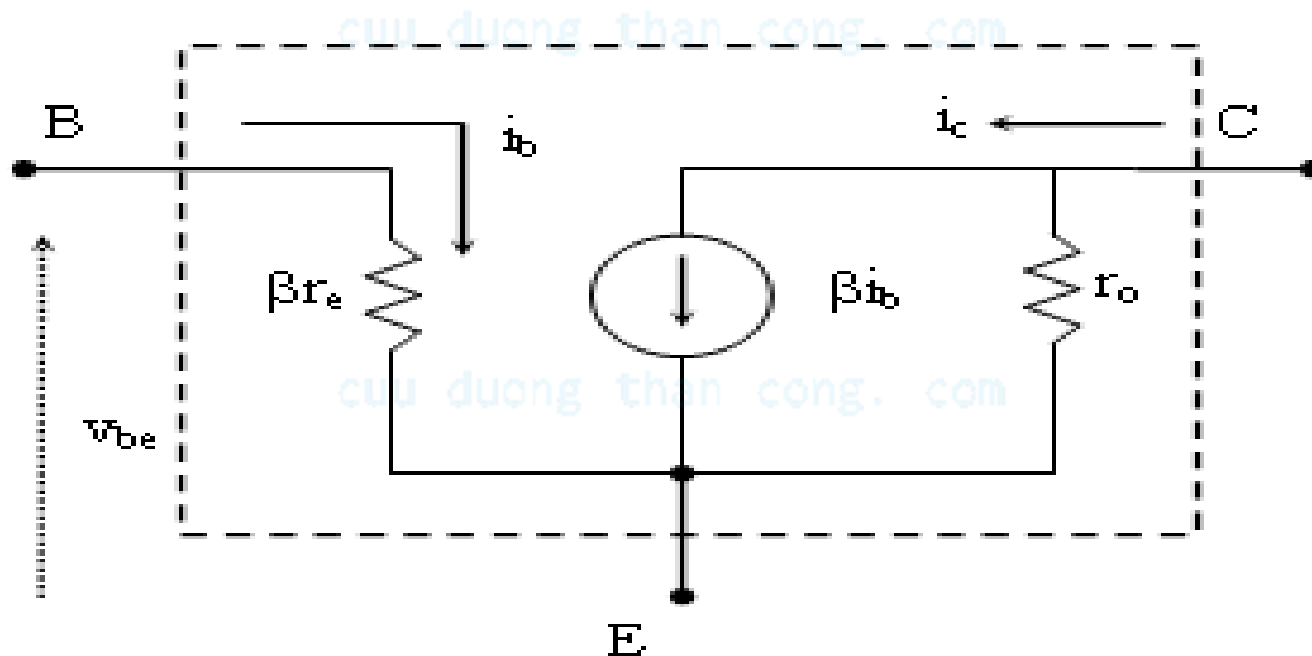 cuu duong than cong. com
B
i_b
i_c
C
βr_e
βi_b
r_o
cuu duong than cong. com
v_be
E